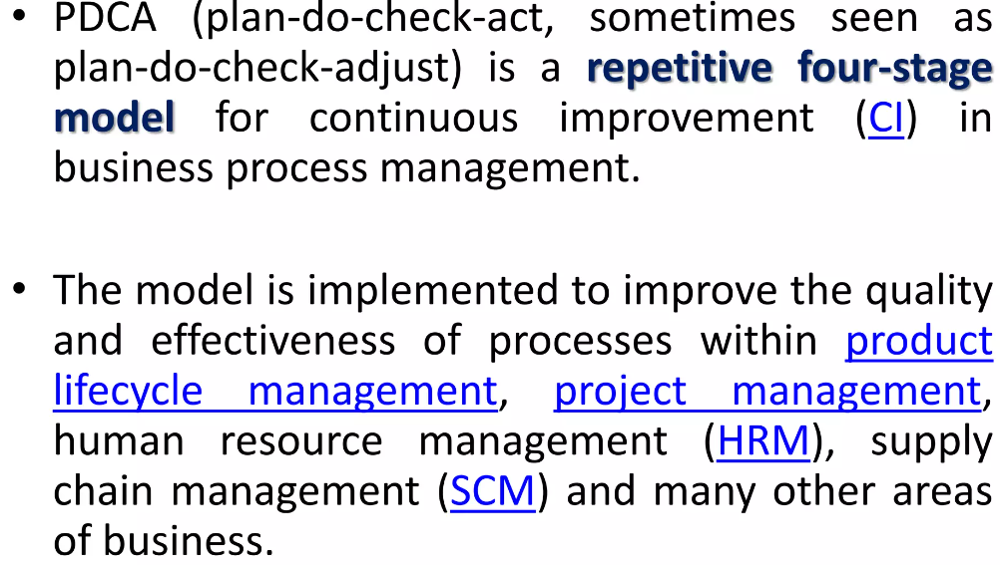 • PDCA (plan-do-check-act, sometimes seen as
plan-do-check-adjust) is a repetitive four-stage
model for continuous improvement (CI) in
business process management.
• The model is implemented to improve the quality
and effectiveness of processes within product
lifecycle management, project management,
human resource management (HRM), supply
chain management (SCM) and many other areas
of business.